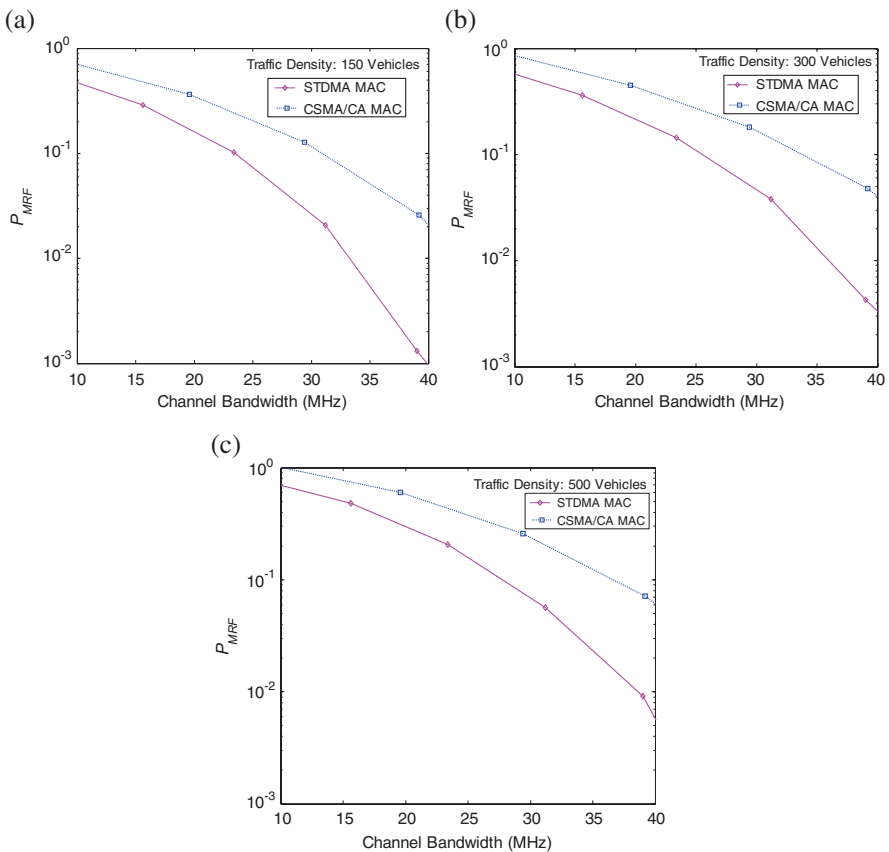 (a)
Traffic Density: 150 Vehicles
STDMA MAC
CSMA/CA MAC
10^0
10^-1
10^-2
10^-3
P_MRF
10 15 20 25 30 35 40
Channel Bandwidth (MHz)
(b)
Traffic Density: 300 Vehicles
STDMA MAC
CSMA/CA MAC
10^0
10^-1
10^-2
10^-3
P_MRF
10 15 20 25 30 35 40
Channel Bandwidth (MHz)
(c)
Traffic Density: 500 Vehicles
STDMA MAC
CSMA/CA MAC
10^0
10^-1
10^-2
10^-3
P_MRF
10 15 20 25 30 35 40
Channel Bandwidth (MHz)